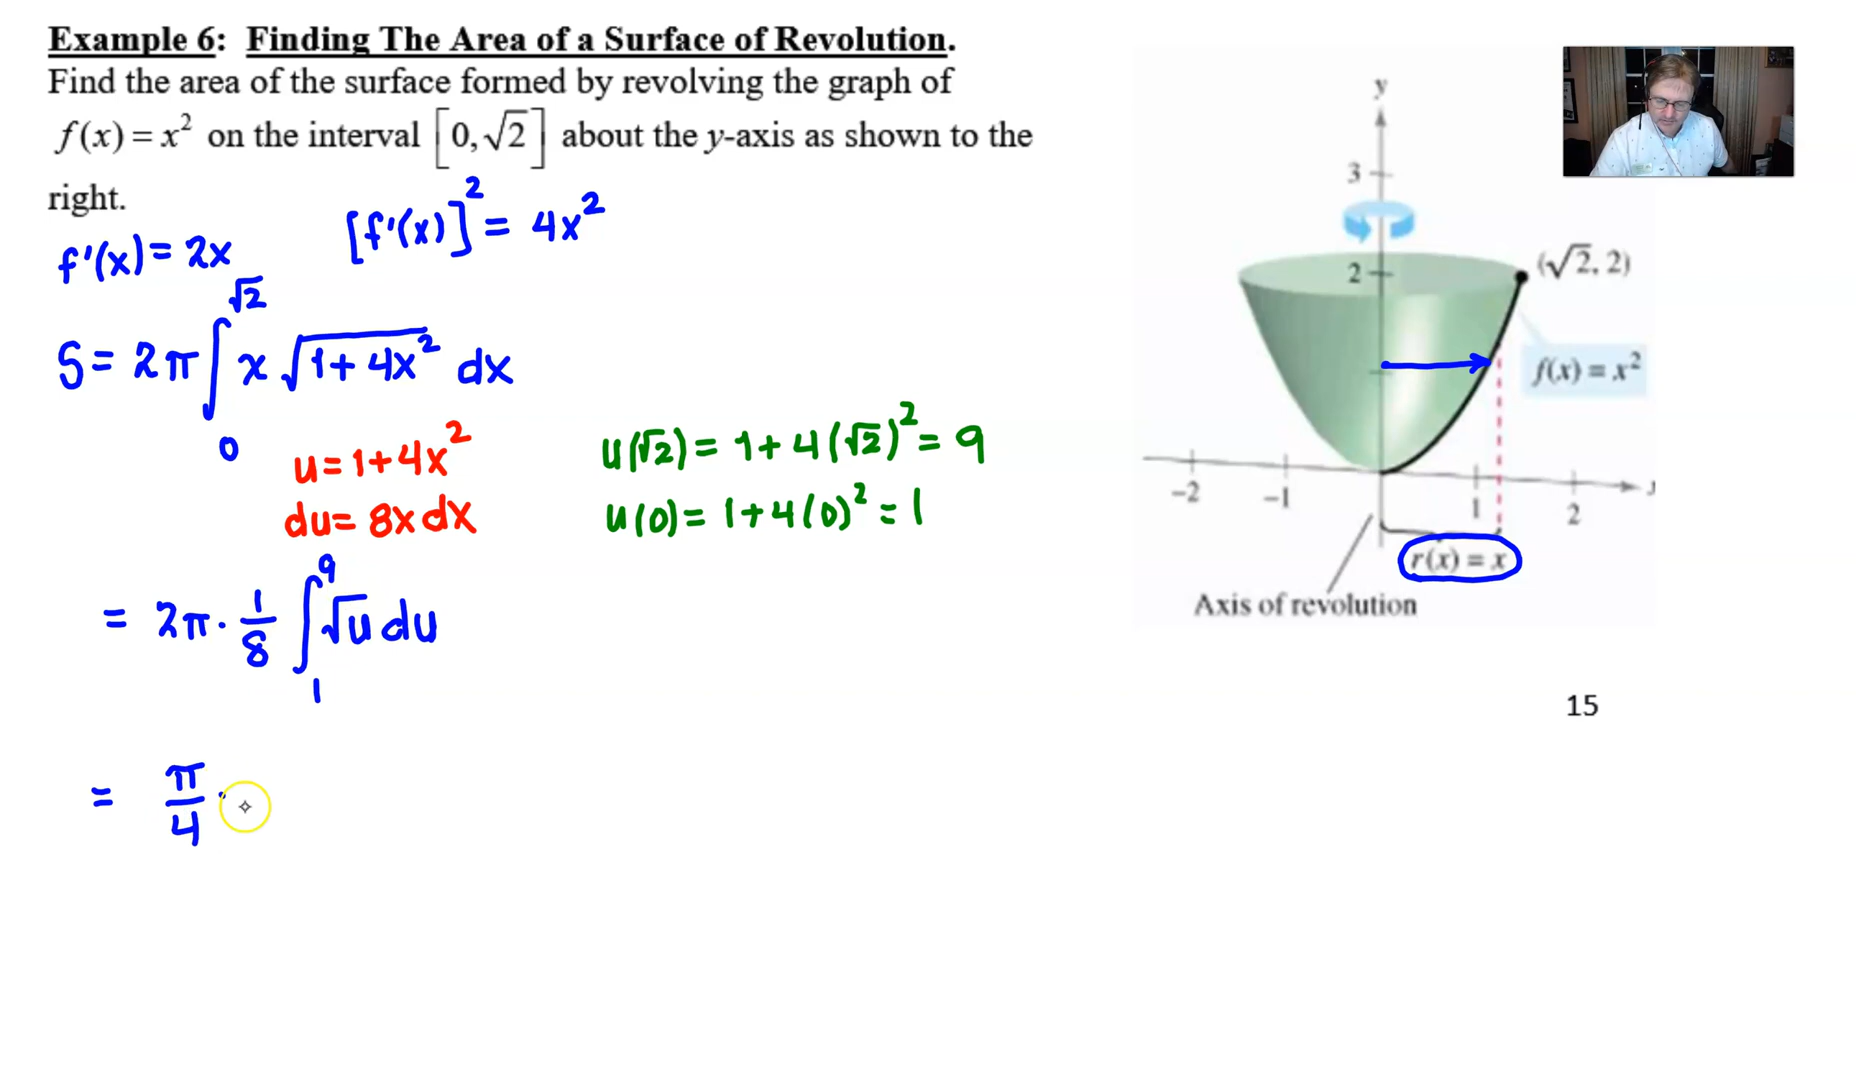 Example 6: Finding The Area of a Surface of Revolution.
Find the area of the surface formed by revolving the graph of
f(x) = x² on the interval [0, √2] about the y-axis as shown to the
right.
f'(x) = 2x
[f'(x)]² = 4x²
S = 2π ∫₀^√2 x √(1 + 4x²) dx
u = 1 + 4x²
du = 8x dx
u(√2) = 1 + 4(√2)² = 9
u(0) = 1 + 4(0)² = 1
= 2π · 1/8 ∫₁⁹ √u du
= π/4 ·
y
3
2
(√2, 2)
f(x) = x²
-2 -1 1 2
r(x) = x
Axis of revolution
15